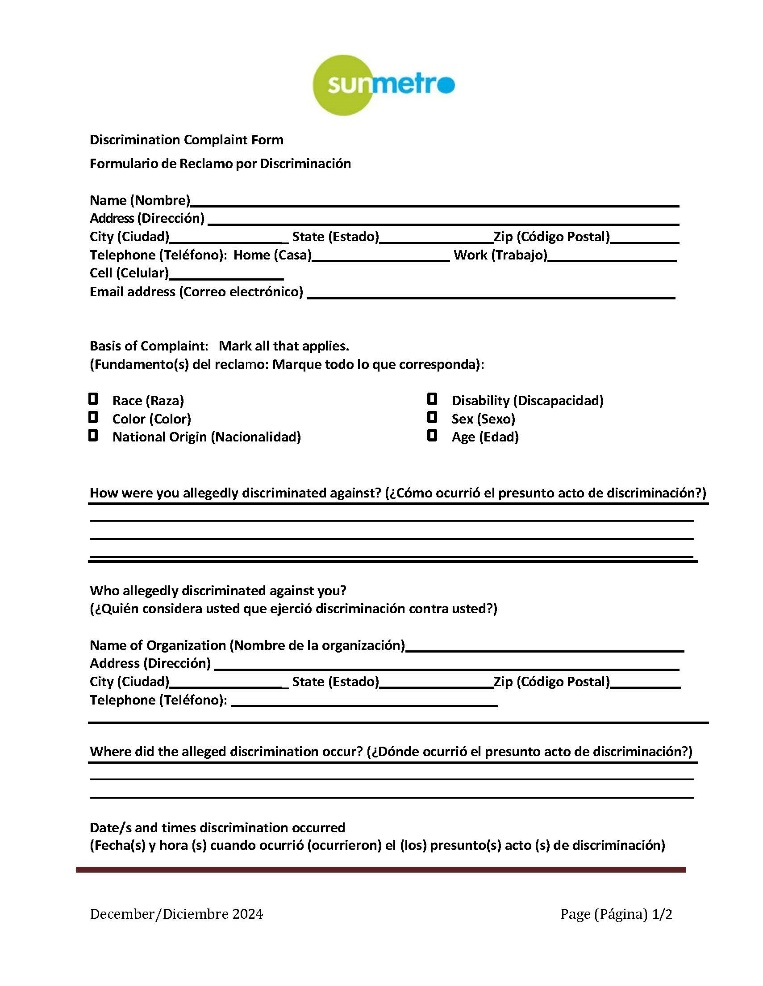 sunmetro
Discrimination Complaint Form
Formulario de Reclamo por Discriminación
Name (Nombre)
Address (Dirección)
City (Ciudad) State (Estado) Zip (Código Postal)
Telephone (Teléfono): Home (Casa) Work (Trabajo)
Cell (Celular)
Email address (Correo electrónico)
Basis of Complaint: Mark all that applies.
(Fundamento(s) del reclamo: Marque todo lo que corresponda):
Race (Raza) Disability (Discapacidad)
Color (Color) Sex (Sexo)
National Origin (Nacionalidad) Age (Edad)
How were you allegedly discriminated against? (¿Cómo ocurrió el presunto acto de discriminación?)
Who allegedly discriminated against you?
(¿Quién considera usted que ejerció discriminación contra usted?)
Name of Organization (Nombre de la organización)
Address (Dirección)
City (Ciudad) State (Estado) Zip (Código Postal)
Telephone (Teléfono):
Where did the alleged discrimination occur? (¿Dónde ocurrió el presunto acto de discriminación?)
Date/s and times discrimination occurred
(Fecha(s) y hora (s) cuando ocurrió (ocurrieron) el (los) presunto(s) acto (s) de discriminación)
December/Diciembre 2024 Page (Página) 1/2